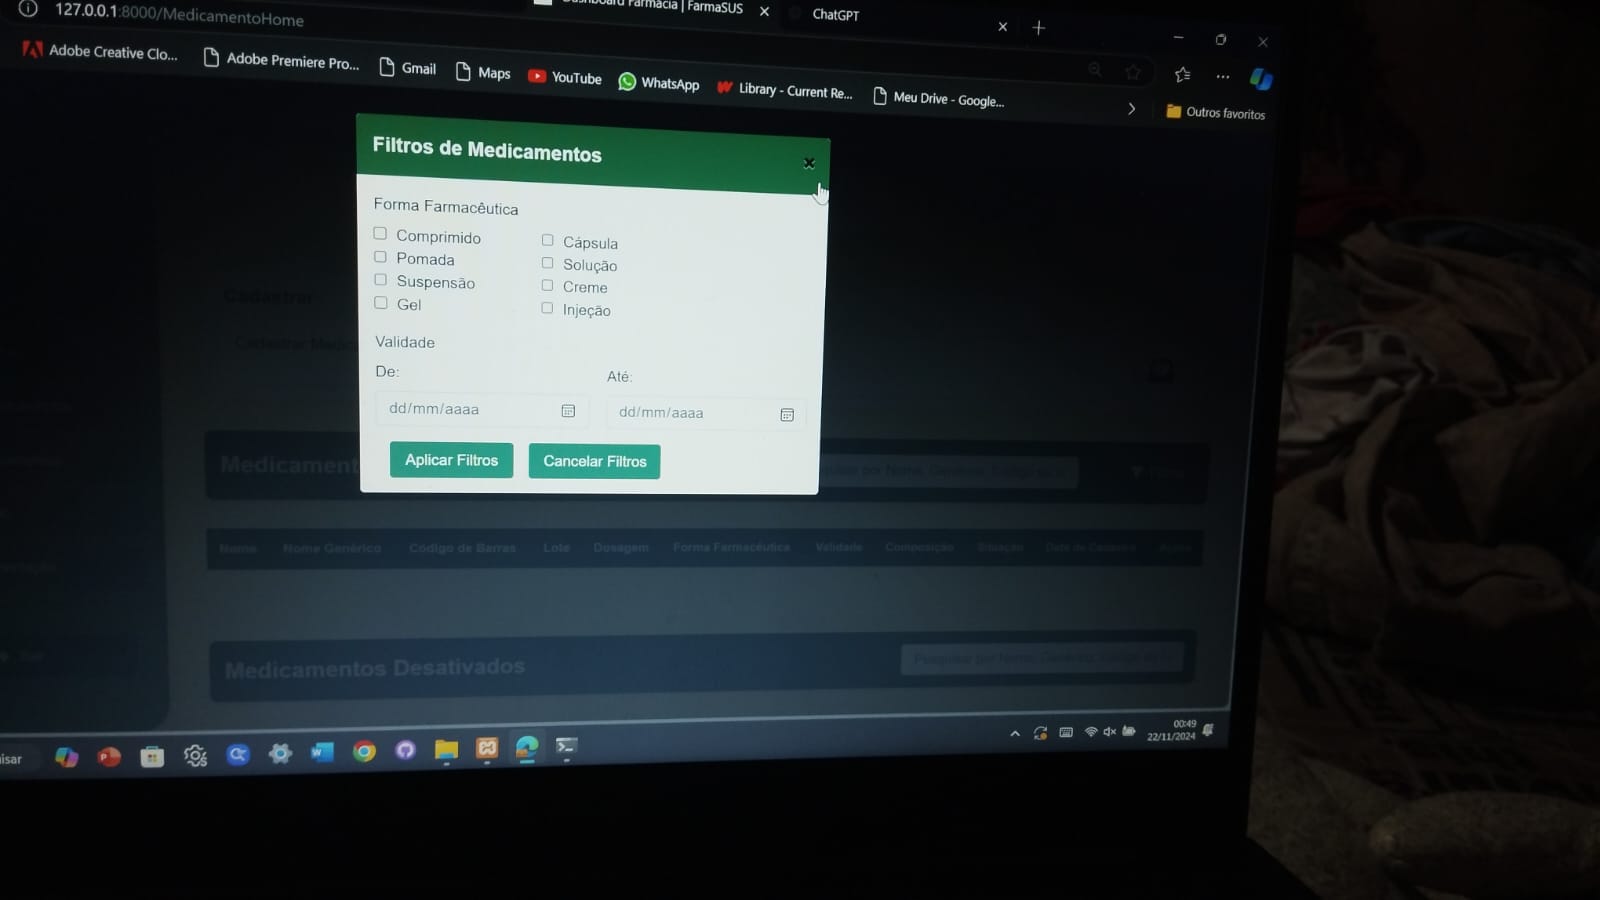 Dashboard Farmácia | FarmaSUS
ChatGPT
127.0.0.1:8000/MedicamentoHome
Adobe Creative Clo...
Adobe Premiere Pro...
Gmail
Maps
YouTube
WhatsApp
Library - Current Re...
Meu Drive - Google...
Outros favoritos
Filtros de Medicamentos
Forma Farmacêutica
Comprimido
Cápsula
Pomada
Solução
Suspensão
Creme
Gel
Injeção
Validade
De:
Até:
dd/mm/aaaa
dd/mm/aaaa
Aplicar Filtros
Cancelar Filtros
Cadastrar
Cadastrar
Medicament
Nome
Nome Genérico
Código de Barras
Lote
Dosagem
Forma Farmacêutica
Validade
Composição
Situação
Data de Cadastro
Medicamentos Desativados
isar
00:49
22/11/2024